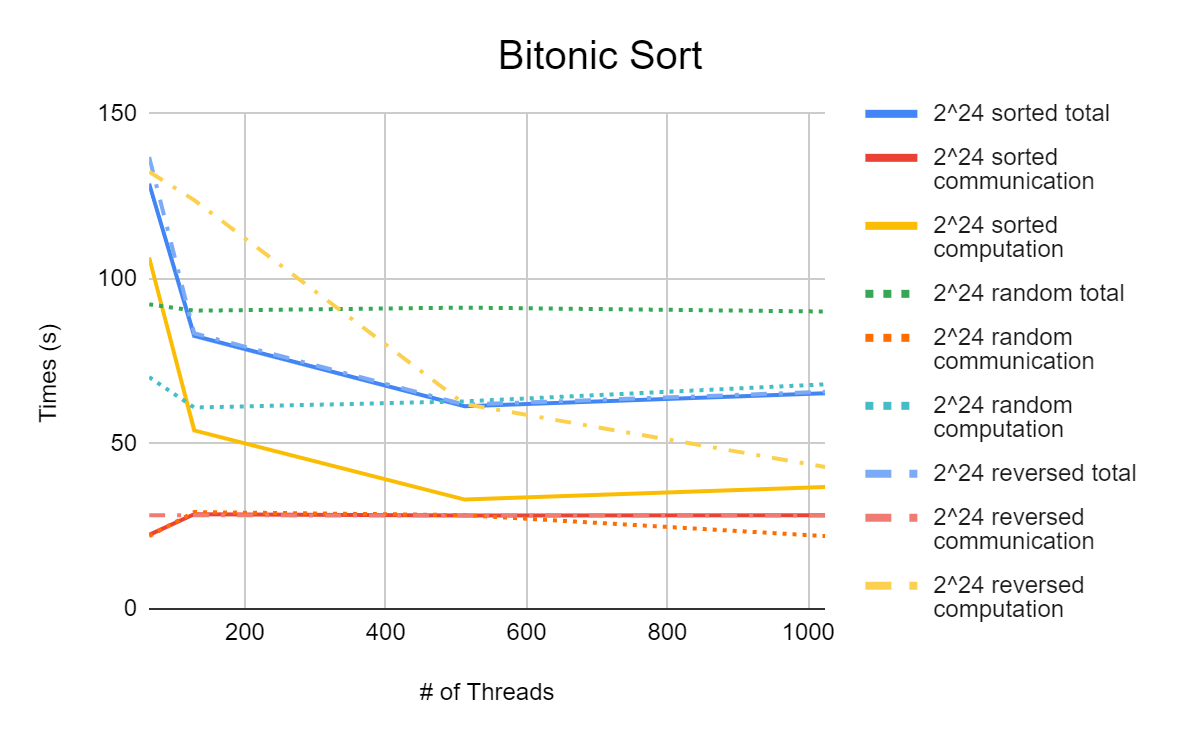 Bitonic Sort
150
100
50
0
Times (s)
200
400
600
800
1000
# of Threads
2^24 sorted total
2^24 sorted
communication
2^24 sorted
computation
2^24 random total
2^24 random
communication
2^24 random
computation
2^24 reversed total
2^24 reversed
communication
2^24 reversed
computation